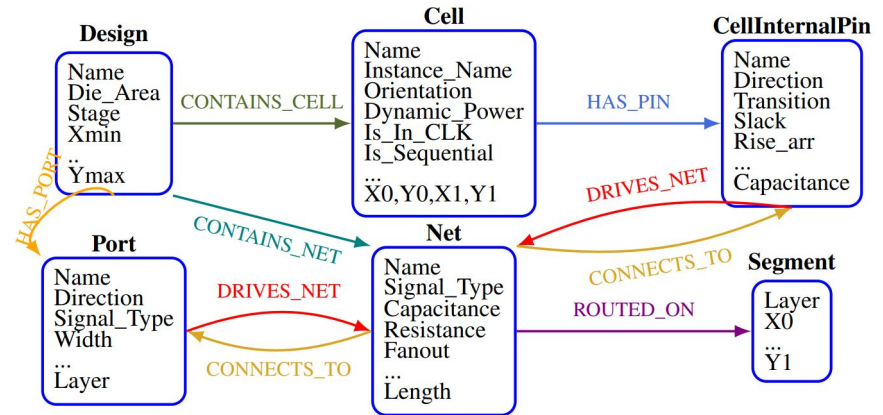 Design
Name
Die_Area
Stage
Xmin
..
Ymax
CONTAINS_CELL
Cell
Name
Instance_Name
Orientation
Dynamic_Power
Is_In_CLK
Is_Sequential
...
X0,Y0,X1,Y1
HAS_PIN
CellInternalPin
Name
Direction
Transition
Slack
Rise_arr
...
Capacitance
HAS_PORT
CONTAINS_NET
DRIVES_NET
CONNECTS_TO
Port
Name
Direction
Signal_Type
Width
...
Layer
DRIVES_NET
CONNECTS_TO
Net
Name
Signal_Type
Capacitance
Resistance
Fanout
...
Length
ROUTED_ON
Segment
Layer
X0
...
Y1